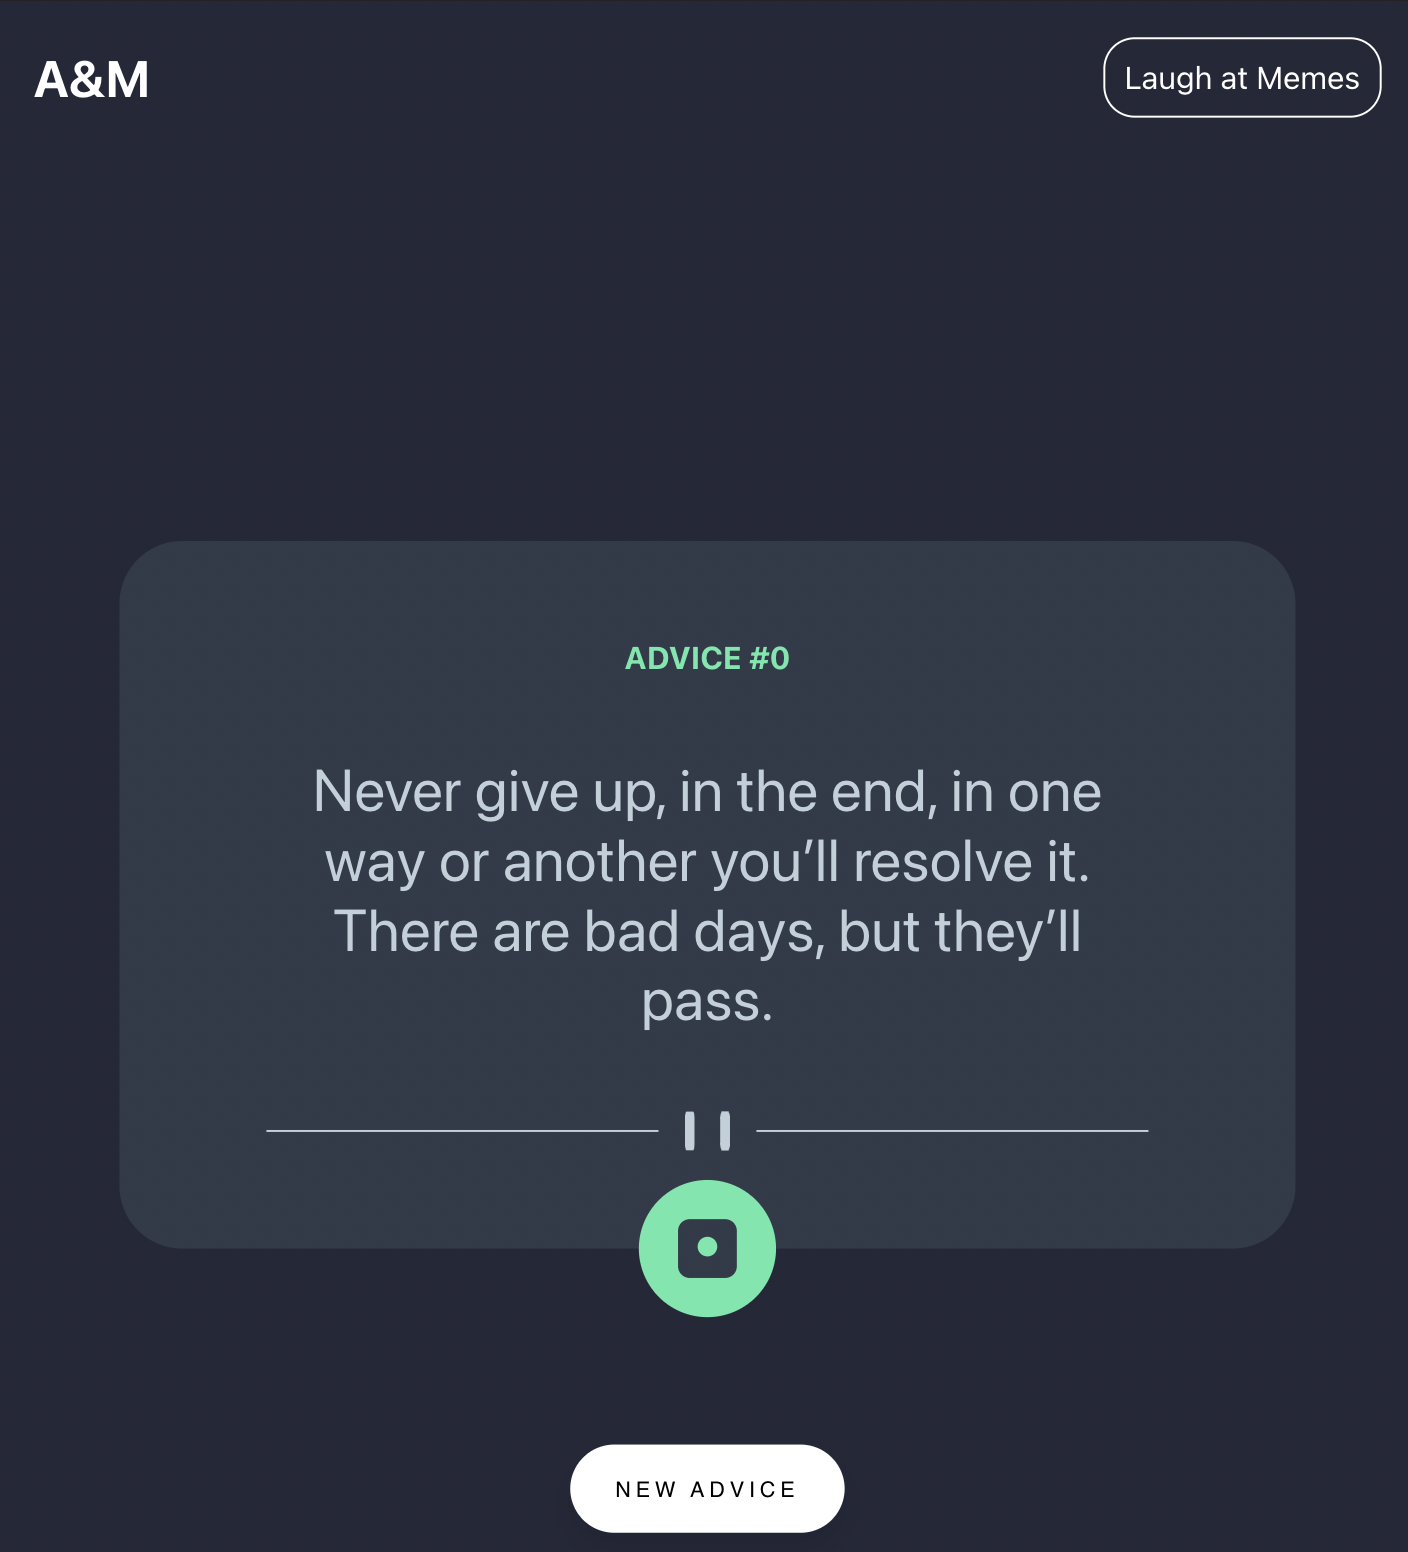 A&M
Laugh at Memes
ADVICE #0
Never give up, in the end, in one
way or another you’ll resolve it.
There are bad days, but they’ll
pass.
NEW ADVICE